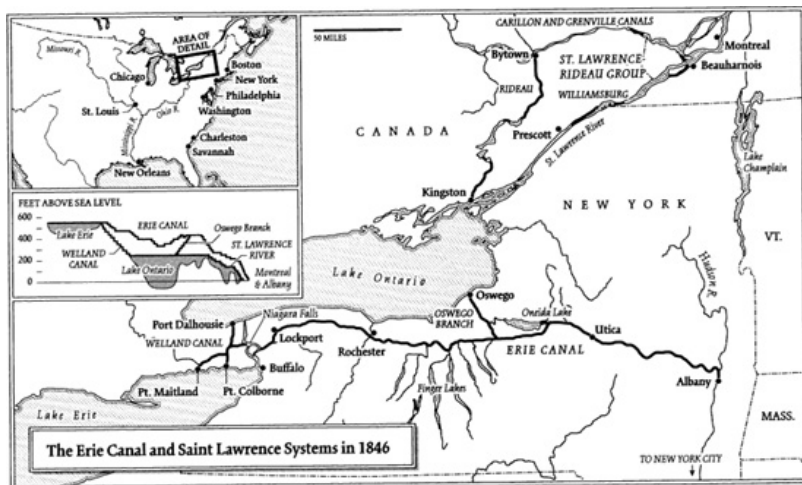 Missouri R.
AREA OF
DETAIL
Chicago
Boston
New York
Philadelphia
Washington
St. Louis
Ohio R.
Mississippi R.
Charleston
Savannah
New Orleans
FEET ABOVE SEA LEVEL
600
400
200
0
ERIE CANAL
Oswego Branch
Lake Erie
WELLAND
CANAL
ST. LAWRENCE
RIVER
Lake Ontario
Montreal
& Albany
50 MILES
CARILLON AND GRENVILLE CANALS
Montreal
Bytown
ST. LAWRENCE-
RIDEAU GROUP
Beauharnois
RIDEAU
WILLIAMSBURG
CANADA
Prescott
St. Lawrence River
Lake
Champlain
Kingston
NEW YORK
VT.
Lake Ontario
Hudson R.
Oswego
Port Dalhousie
Niagara Falls
OSWEGO
BRANCH
Oneida Lake
WELLAND CANAL
Lockport
Rochester
Utica
ERIE CANAL
Buffalo
Pt. Maitland
Pt. Colborne
Finger Lakes
Albany
Lake Erie
MASS.
The Erie Canal and Saint Lawrence Systems in 1846
TO NEW YORK CITY